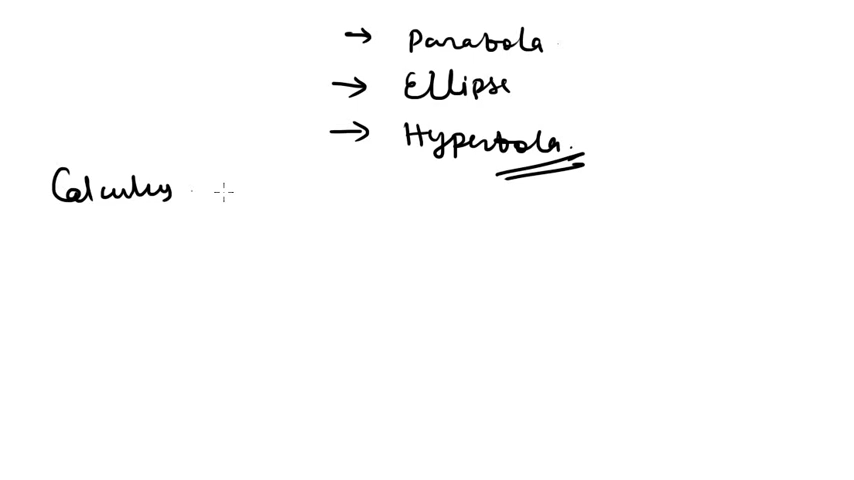 → Parabola
→ Ellipse
→ Hyperbola.
Calculus